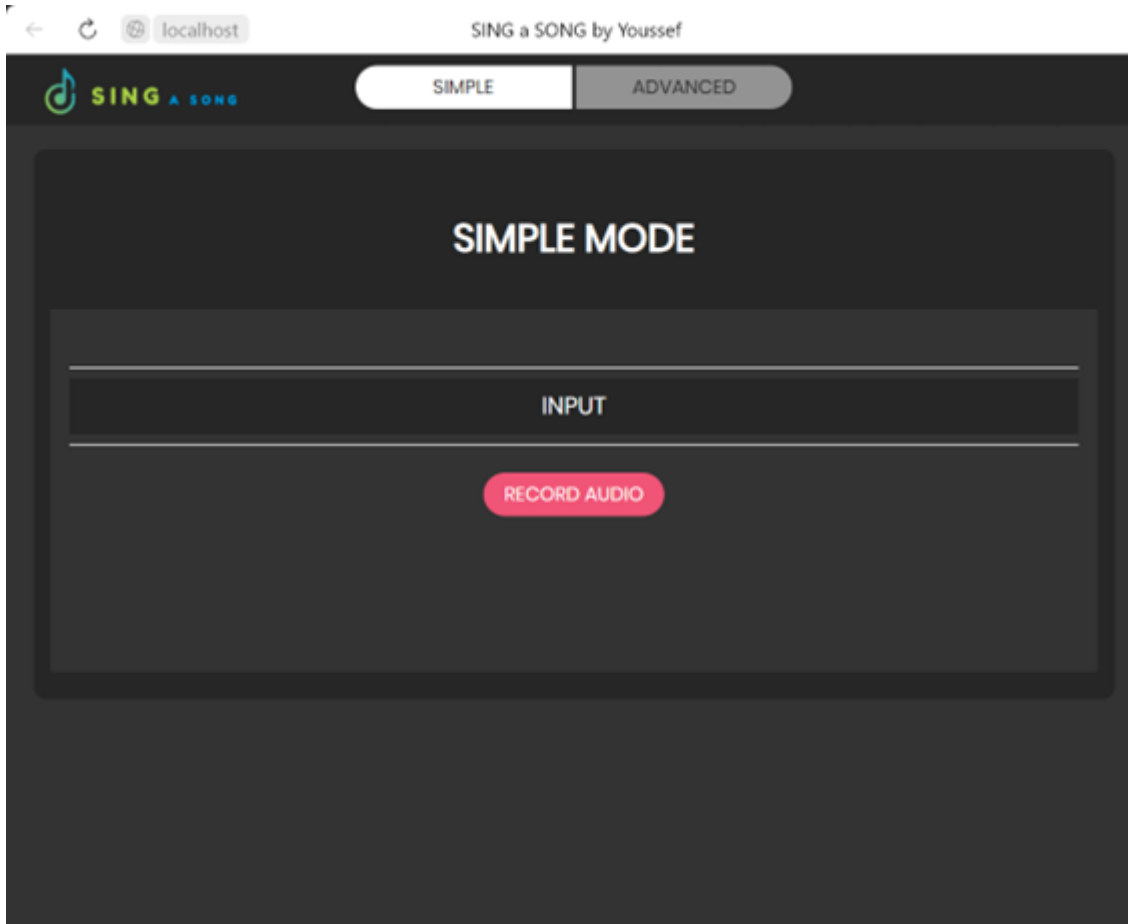 localhost SING a SONG by Youssef
SING A SONG SIMPLE ADVANCED
SIMPLE MODE
INPUT
RECORD AUDIO